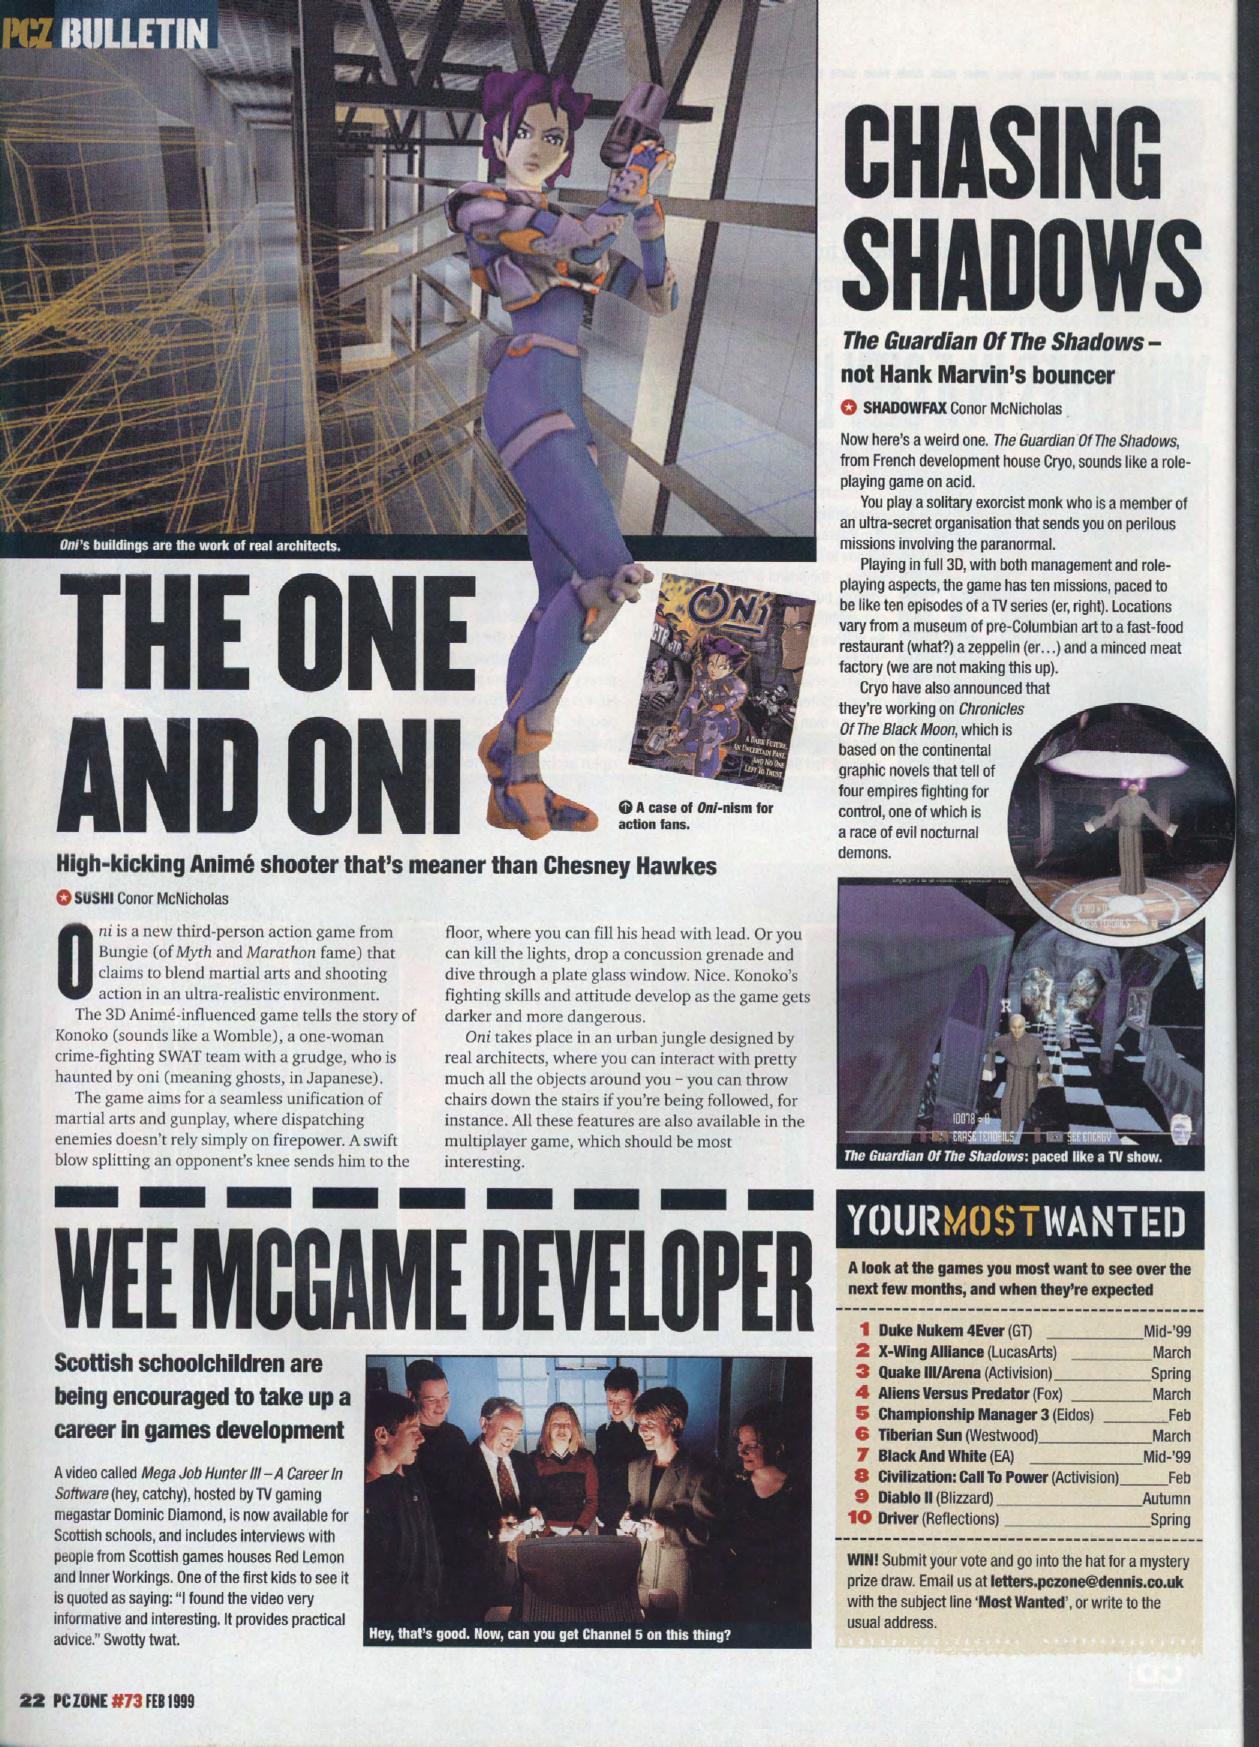 PCZ BULLETIN
Oni's buildings are the work of real architects.
THE ONE
AND ONI
ONI
A DARK FUTURE,
AN UNCERTAIN PAST,
AND NO ONE
LEFT TO TRUST
A case of Oni-nism for
action fans.
High-kicking Animé shooter that's meaner than Chesney Hawkes
SUSHI Conor McNicholas
Oni is a new third-person action game from
Bungie (of Myth and Marathon fame) that
claims to blend martial arts and shooting
action in an ultra-realistic environment.
The 3D Animé-influenced game tells the story of
Konoko (sounds like a Womble), a one-woman
crime-fighting SWAT team with a grudge, who is
haunted by oni (meaning ghosts, in Japanese).
The game aims for a seamless unification of
martial arts and gunplay, where dispatching
enemies doesn't rely simply on firepower. A swift
blow splitting an opponent's knee sends him to the
floor, where you can fill his head with lead. Or you
can kill the lights, drop a concussion grenade and
dive through a plate glass window. Nice. Konoko's
fighting skills and attitude develop as the game gets
darker and more dangerous.
Oni takes place in an urban jungle designed by
real architects, where you can interact with pretty
much all the objects around you – you can throw
chairs down the stairs if you're being followed, for
instance. All these features are also available in the
multiplayer game, which should be most
interesting.
CHASING
SHADOWS
The Guardian Of The Shadows –
not Hank Marvin's bouncer
SHADOWFAX Conor McNicholas
Now here's a weird one. The Guardian Of The Shadows,
from French development house Cryo, sounds like a role-
playing game on acid.
You play a solitary exorcist monk who is a member of
an ultra-secret organisation that sends you on perilous
missions involving the paranormal.
Playing in full 3D, with both management and role-
playing aspects, the game has ten missions, paced to
be like ten episodes of a TV series (er, right). Locations
vary from a museum of pre-Columbian art to a fast-food
restaurant (what?) a zeppelin (er...) and a minced meat
factory (we are not making this up).
Cryo have also announced that
they're working on Chronicles
Of The Black Moon, which is
based on the continental
graphic novels that tell of
four empires fighting for
control, one of which is
a race of evil nocturnal
demons.
10078 = 0
ERASE TENDRILS SEE ENERGY
The Guardian Of The Shadows: paced like a TV show.
WEE MCGAME DEVELOPER
Scottish schoolchildren are
being encouraged to take up a
career in games development
A video called Mega Job Hunter III – A Career In
Software (hey, catchy), hosted by TV gaming
megastar Dominic Diamond, is now available for
Scottish schools, and includes interviews with
people from Scottish games houses Red Lemon
and Inner Workings. One of the first kids to see it
is quoted as saying: "I found the video very
informative and interesting. It provides practical
advice." Swotty twat.
Hey, that's good. Now, can you get Channel 5 on this thing?
YOURMOSTWANTED
A look at the games you most want to see over the
next few months, and when they're expected
1 Duke Nukem 4Ever (GT) Mid-'99
2 X-Wing Alliance (LucasArts) March
3 Quake III/Arena (Activision) Spring
4 Aliens Versus Predator (Fox) March
5 Championship Manager 3 (Eidos) Feb
6 Tiberian Sun (Westwood) March
7 Black And White (EA) Mid-'99
8 Civilization: Call To Power (Activision) Feb
9 Diablo II (Blizzard) Autumn
10 Driver (Reflections) Spring
WIN! Submit your vote and go into the hat for a mystery
prize draw. Email us at letters.pczone@dennis.co.uk
with the subject line 'Most Wanted', or write to the
usual address.
22 PC ZONE #73 FEB 1999